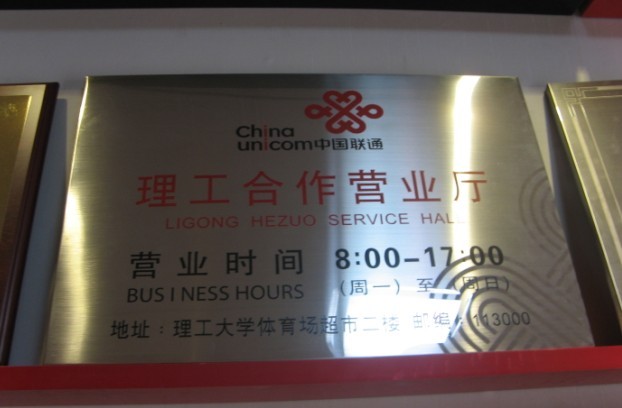 China
unicom中国联通
理工合作营业厅
LIGONG HEZUO SERVICE HALL
营业时间 8:00-17:00
BUSINESS HOURS (周一) 至 (周日)
地址：理工大学体育场超市二楼 邮编：113000